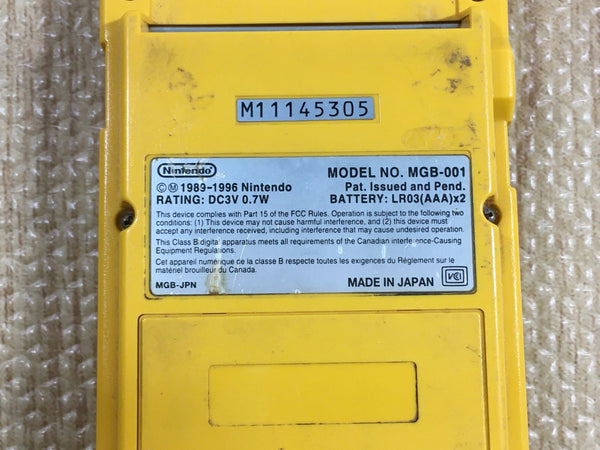 M11145305
Nintendo
MODEL NO. MGB-001
©Ⓜ 1989-1996 Nintendo
Pat. Issued and Pend.
RATING: DC3V 0.7W
BATTERY: LR03(AAA)x2
This device complies with Part 15 of the FCC Rules. Operation is subject to the following two
conditions: (1) This device may not cause harmful interference, and (2) this device must
accept any interference received, including interference that may cause undesired operation.
This Class B digital apparatus meets all requirements of the Canadian Interference-Causing
Equipment Regulations.
Cet appareil numérique de la classe B respecte toutes les exigences du Règlement sur le
matériel brouilleur du Canada.
MGB-JPN
MADE IN JAPAN
VCI